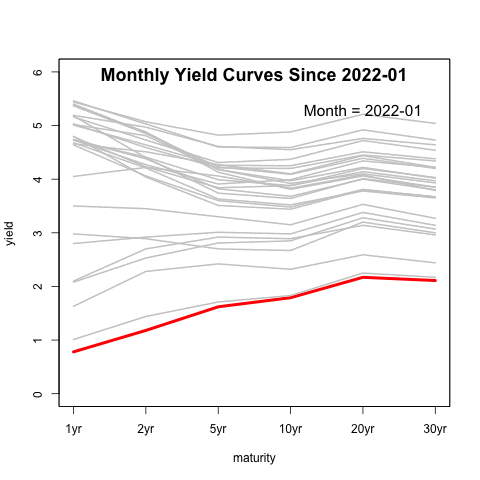 Monthly Yield Curves Since 2022-01
Month = 2022-01
6
5
4
3
2
1
0
yield
1yr 2yr 5yr 10yr 20yr 30yr
maturity